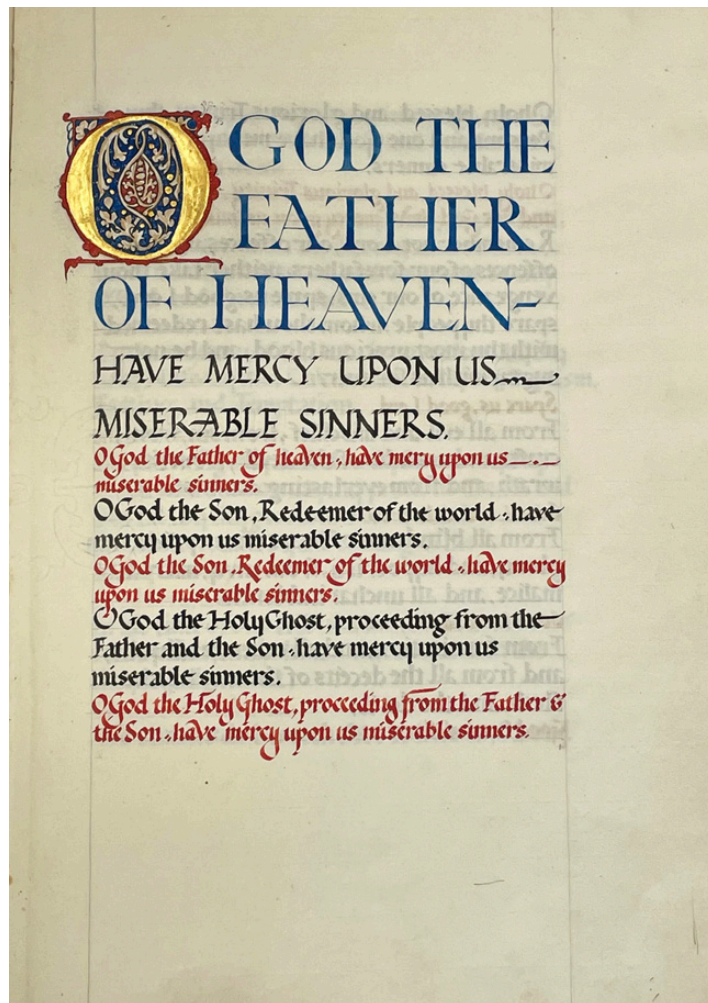 O GOD THE
FATHER
OF HEAVEN-
HAVE MERCY UPON US
MISERABLE SINNERS.
O God the Father of heaven, have mery upon us
miserable sinners.
O God the Son, Redeemer of the world, have
mercy upon us miserable sinners.
O God the Son, Redeemer of the world, have mercy
upon us miserable sinners.
O God the Holy Ghost, proceeding from the
Father and the Son, have mercy upon us
miserable sinners.
O God the Holy Ghost, proceeding from the Father &
the Son, have mercy upon us miserable sinners.